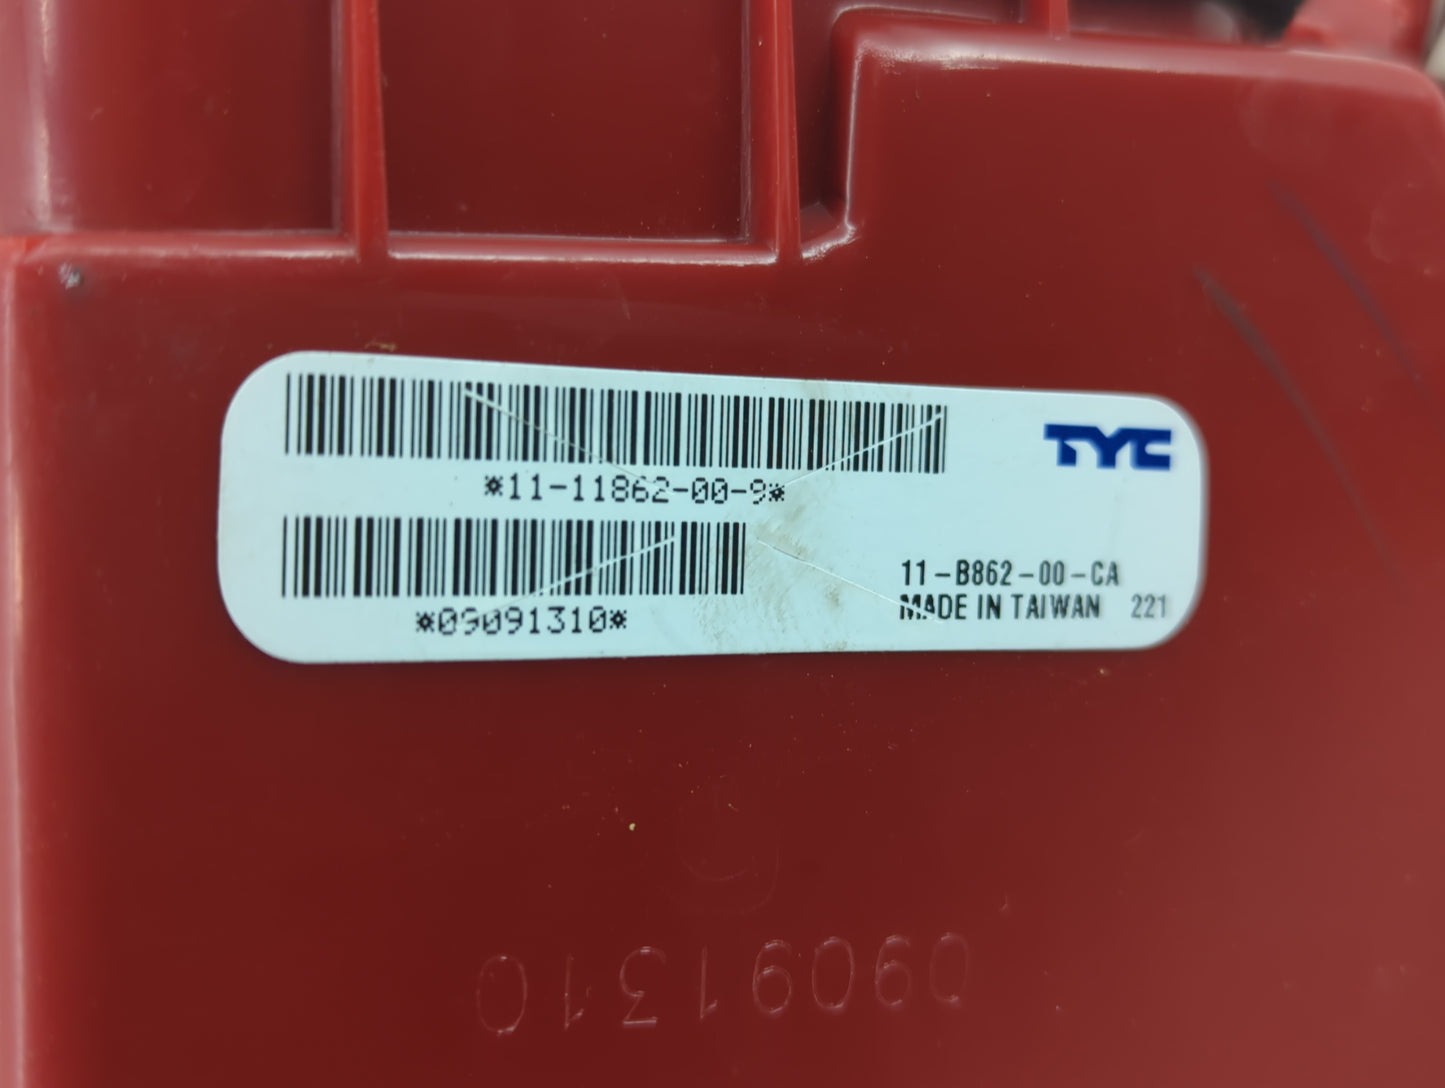 *11-11862-00-9*
TYC
*09091310*
11-B862-00-CA
MADE IN TAIWAN 221
09091310